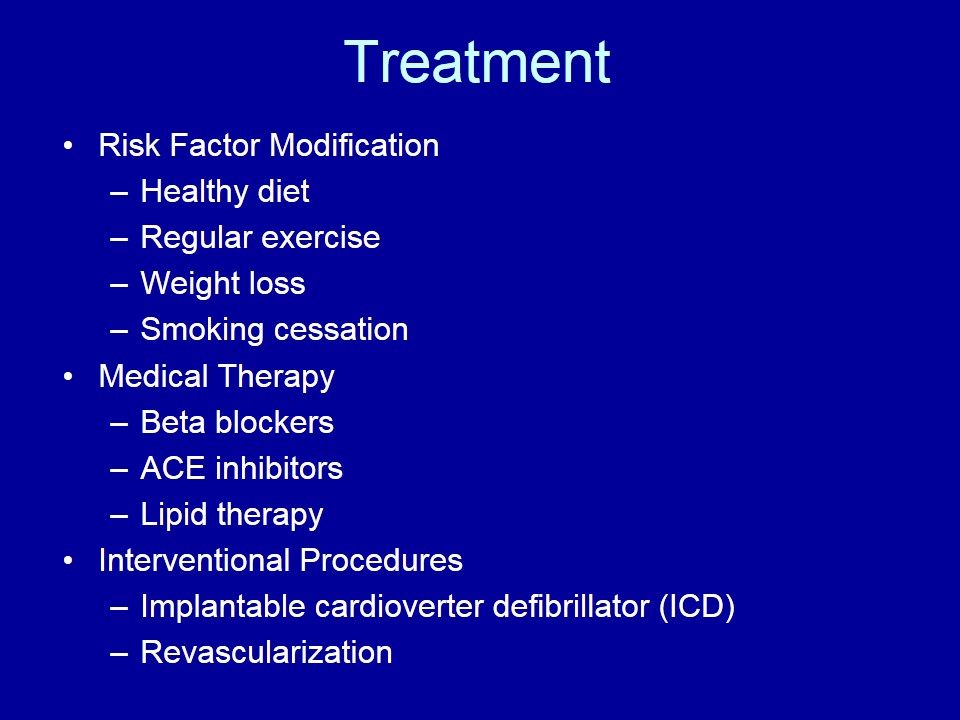 Treatment
• Risk Factor Modification
– Healthy diet
– Regular exercise
– Weight loss
– Smoking cessation
• Medical Therapy
– Beta blockers
– ACE inhibitors
– Lipid therapy
• Interventional Procedures
– Implantable cardioverter defibrillator (ICD)
– Revascularization